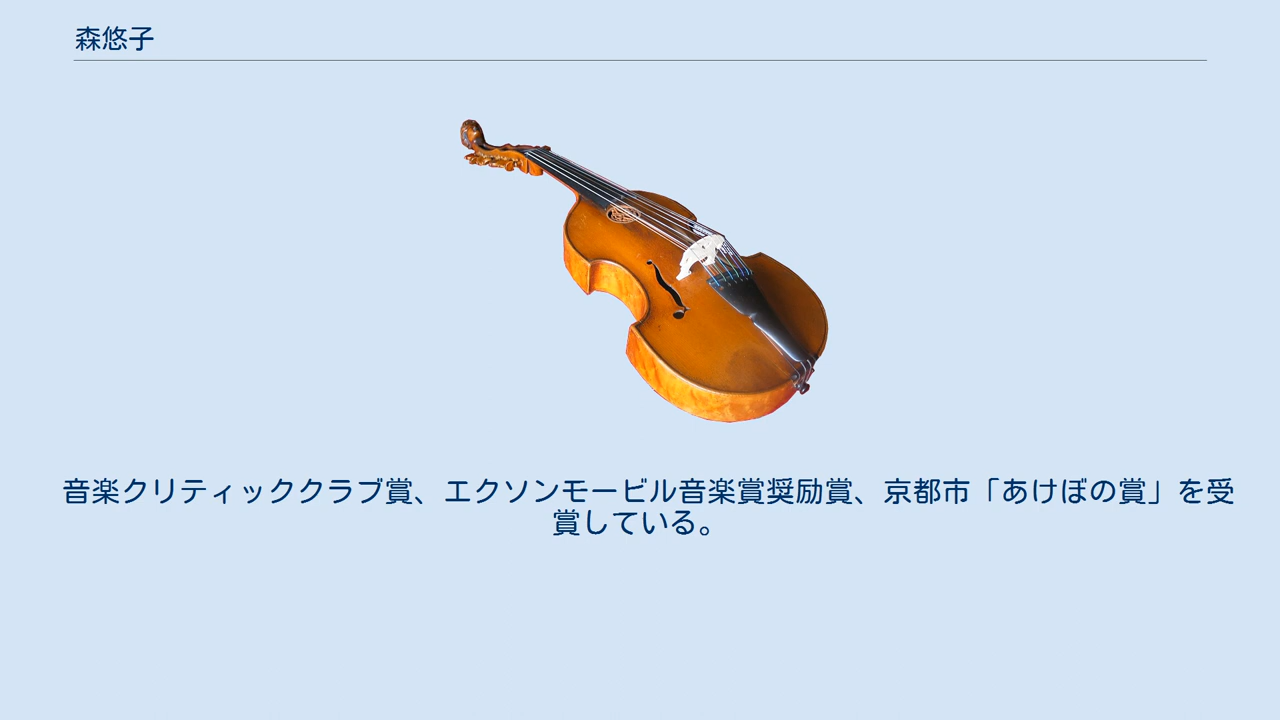 森悠子
音楽クリティッククラブ賞、エクソンモービル音楽賞奨励賞、京都市「あけぼの賞」を受
賞している。